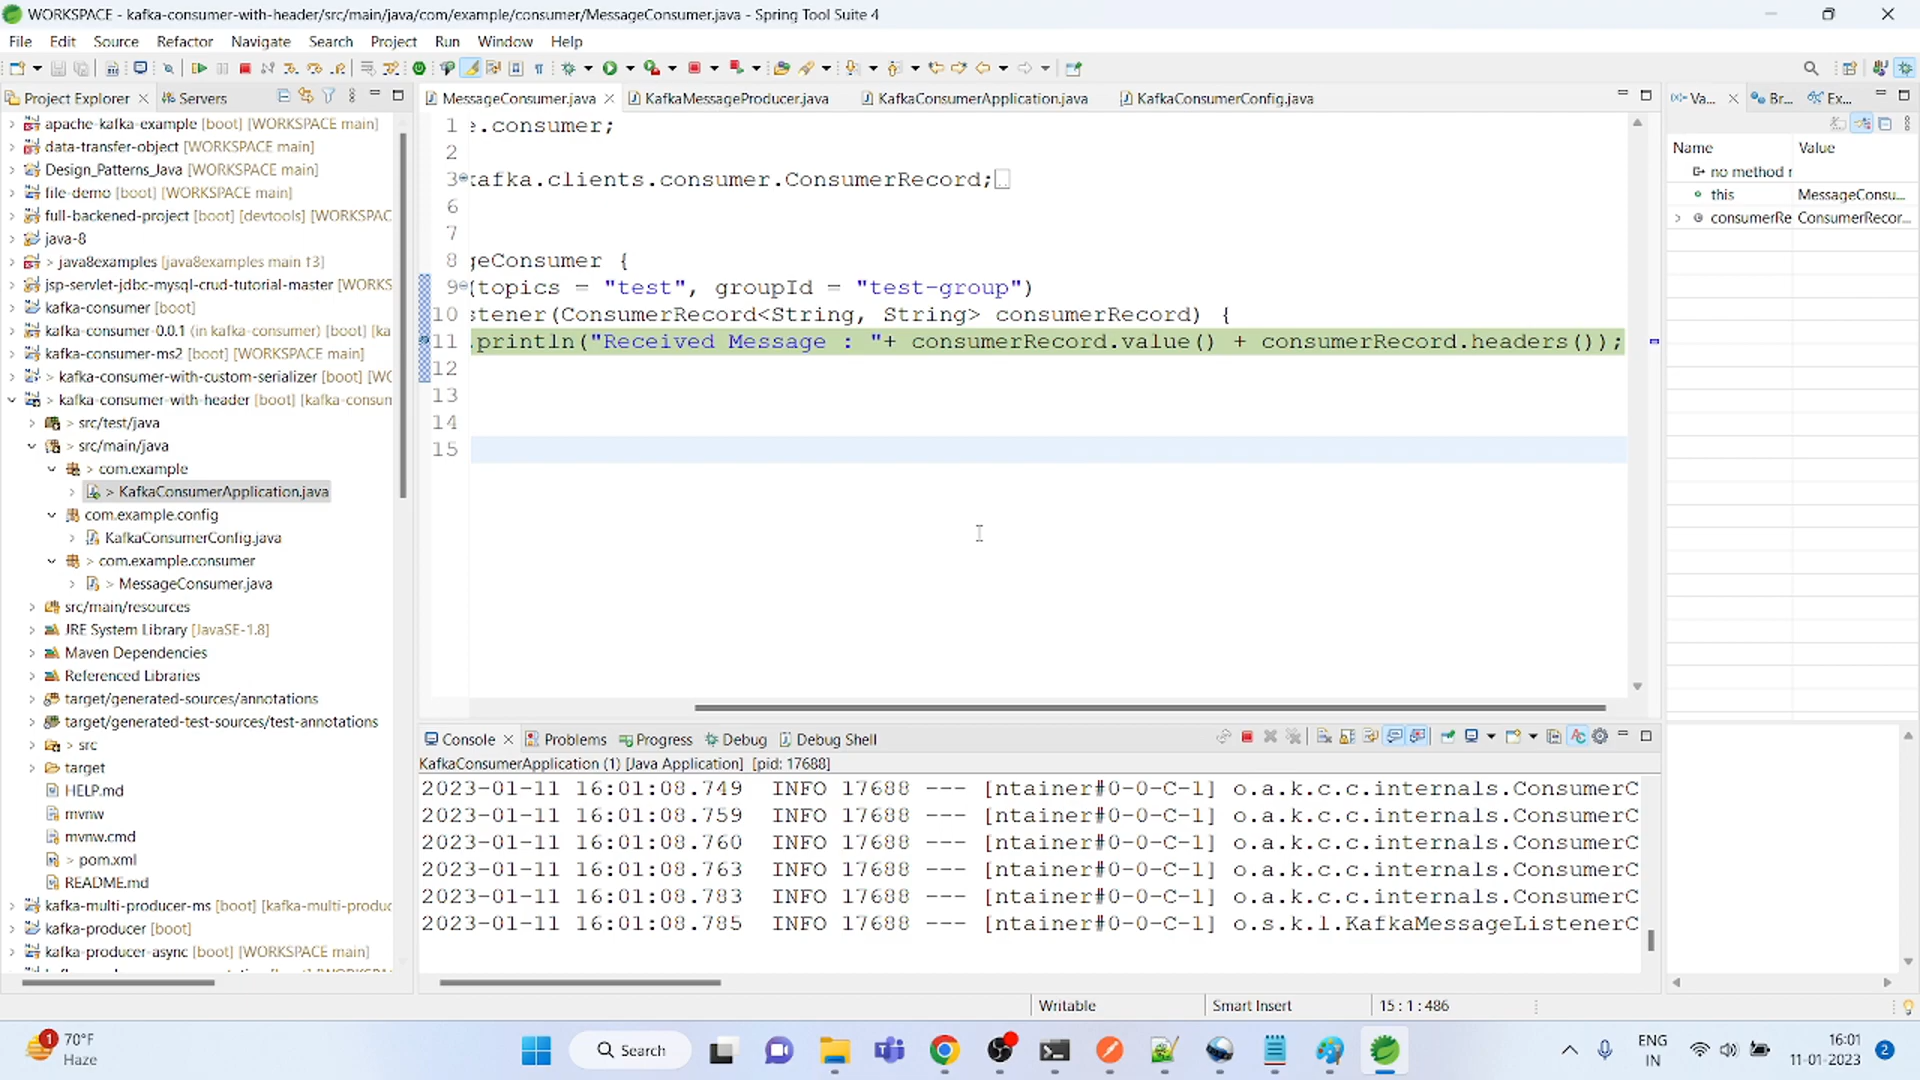 WORKSPACE - kafka-consumer-with-header/src/main/java/com/example/consumer/MessageConsumer.java - Spring Tool Suite 4
File Edit Source Refactor Navigate Search Project Run Window Help
Project Explorer
Servers
apache-kafka-example [boot] [WORKSPACE main]
data-transfer-object [WORKSPACE main]
Design_Patterns_Java [WORKSPACE main]
file-demo [boot] [WORKSPACE main]
full-backened-project [boot] [devtools] [WORKSPAC
java-8
> java8examples [java8examples main ↑3]
jsp-servlet-jdbc-mysql-crud-tutorial-master [WORKS
kafka-consumer [boot]
kafka-consumer-0.0.1 (in kafka-consumer) [boot] [ka
kafka-consumer-ms2 [boot] [WORKSPACE main]
> kafka-consumer-with-custom-serializer [boot] [WC
> kafka-consumer-with-header [boot] [kafka-consun
> src/test/java
> src/main/java
> com.example
> KafkaConsumerApplication.java
com.example.config
KafkaConsumerConfig.java
> com.example.consumer
> MessageConsumer.java
src/main/resources
JRE System Library [JavaSE-1.8]
Maven Dependencies
Referenced Libraries
target/generated-sources/annotations
target/generated-test-sources/test-annotations
> src
target
HELP.md
mvnw
mvnw.cmd
> pom.xml
README.md
kafka-multi-producer-ms [boot] [kafka-multi-produc
kafka-producer [boot]
kafka-producer-async [boot] [WORKSPACE main]
MessageConsumer.java
KafkaMessageProducer.java
KafkaConsumerApplication.java
KafkaConsumerConfig.java
1 e.consumer;
2
3 kafka.clients.consumer.ConsumerRecord;
6
7
8 geConsumer {
9 (topics = "test", groupId = "test-group")
10 stener(ConsumerRecord<String, String> consumerRecord) {
11 .println("Received Message : "+ consumerRecord.value() + consumerRecord.headers());
12
13
14
15
Va...
Br...
Ex...
Name Value
no method r
this MessageConsu...
consumerRe ConsumerRecor...
Console
Problems
Progress
Debug
Debug Shell
KafkaConsumerApplication (1) [Java Application] [pid: 17688]
2023-01-11 16:01:08.749 INFO 17688 --- [ntainer#0-0-C-1] o.a.k.c.c.internals.ConsumerC
2023-01-11 16:01:08.759 INFO 17688 --- [ntainer#0-0-C-1] o.a.k.c.c.internals.ConsumerC
2023-01-11 16:01:08.760 INFO 17688 --- [ntainer#0-0-C-1] o.a.k.c.c.internals.ConsumerC
2023-01-11 16:01:08.763 INFO 17688 --- [ntainer#0-0-C-1] o.a.k.c.c.internals.ConsumerC
2023-01-11 16:01:08.783 INFO 17688 --- [ntainer#0-0-C-1] o.a.k.c.c.internals.ConsumerC
2023-01-11 16:01:08.785 INFO 17688 --- [ntainer#0-0-C-1] o.s.k.l.KafkaMessageListenerC
Writable
Smart Insert
15 : 1 : 486
1
70°F
Haze
Search
ENG
IN
16:01
11-01-2023
2